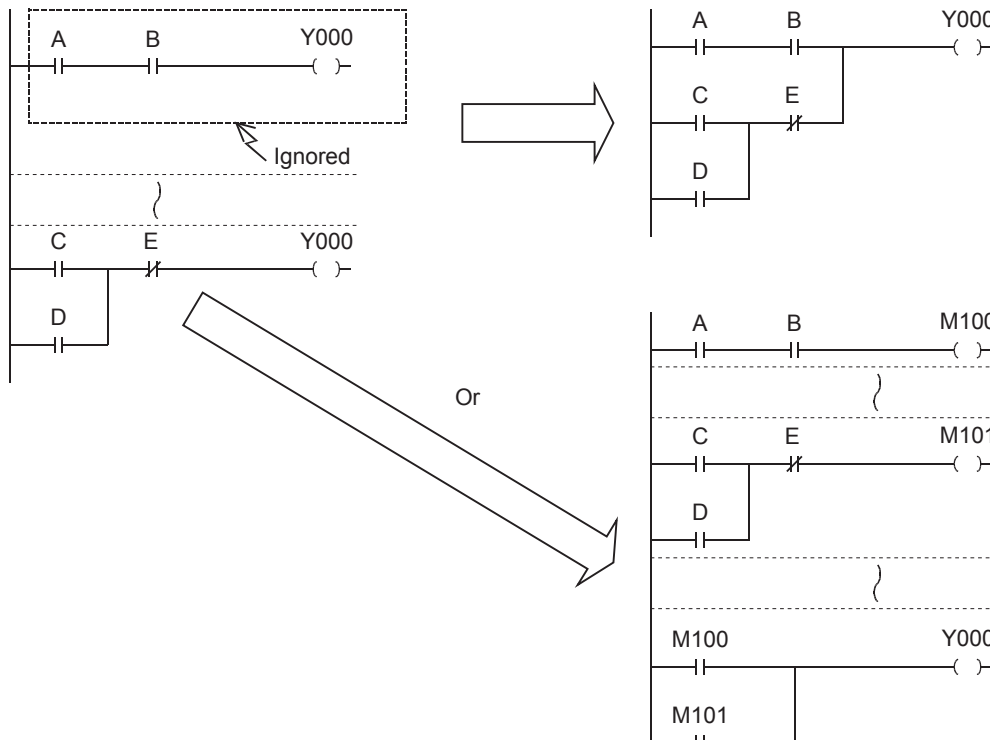 A B Y000
Ignored
C E Y000
D
Or
A B Y000
C E
D
A B M100
C E M101
D
M100 Y000
M101